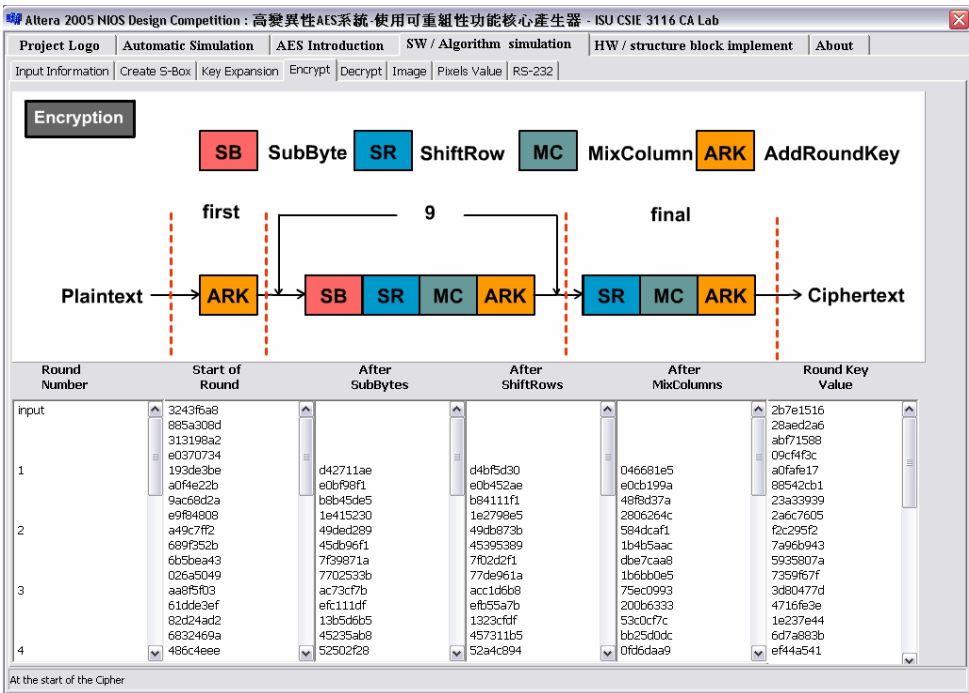 Altera 2005 NIOS Design Competition : 高變異性AES系統-使用可重組性功能核心產生器 - ISU CSIE 3116 CA Lab
Project Logo Automatic Simulation AES Introduction SW / Algorithm simulation HW / structure block implement About
Input Information Create S-Box Key Expansion Encrypt Decrypt Image Pixels Value RS-232
Encryption
SB SubByte SR ShiftRow MC MixColumn ARK AddRoundKey
first 9 final
Plaintext ARK SB SR MC ARK SR MC ARK Ciphertext
Round Start of After After After Round Key
Number Round SubBytes ShiftRows MixColumns Value
input 3243f6a8 2b7e1516
885a308d 28aed2a6
313198a2 abf71588
e0370734 09cf4f3c
1 193de3be d42711ae d4bf5d30 046681e5 a0fafe17
a0f4e22b e0bf98f1 e0b452ae e0cb199a 88542cb1
9ac68d2a b8b45de5 b84111f1 48f8d37a 23a33939
e9f84808 1e415230 1e2798e5 2806264c 2a6c7605
2 a49c7ff2 49ded289 49db873b 584dcaf1 f2c295f2
689f352b 45db96f1 45395389 1b4b5aac 7a96b943
6b5bea43 7f39871a 7f02d2f1 dbe7caa8 5935807a
026a5049 7702533b 77de961a 1b6bb0e5 7359f67f
3 aa8f5f03 ac73cf7b acc1d6b8 75ec0993 3d80477d
61dde3ef efc111df efb55a7b 200b6333 4716fe3e
82d24ad2 13b5d6b5 1323cfdf 53c0cf7c 1e237e44
6832469a 45235ab8 457311b5 bb25d0dc 6d7a883b
4 486c4eee 52502f28 52a4c894 0fd6daa9 ef44a541
At the start of the Cipher